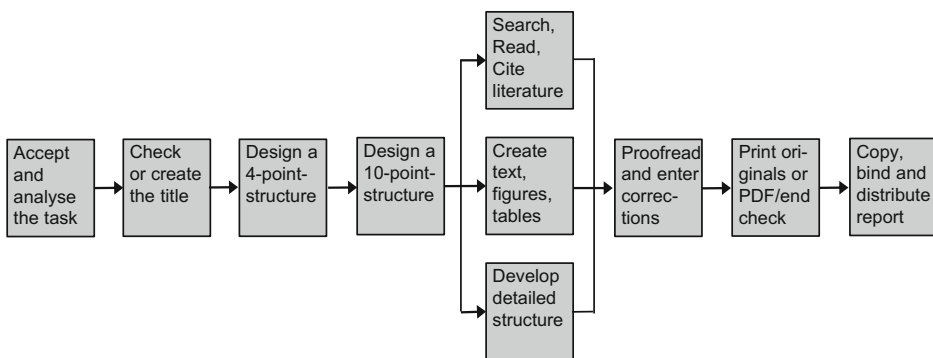 Search,
Read,
Cite
literature
Accept
and
analyse
the task
Check
or create
the title
Design a
4-point-
structure
Design a
10-point-
structure
Create
text,
figures,
tables
Proofread
and enter
correc-
tions
Print ori-
ginals or
PDF/end
check
Copy,
bind and
distribute
report
Develop
detailed
structure